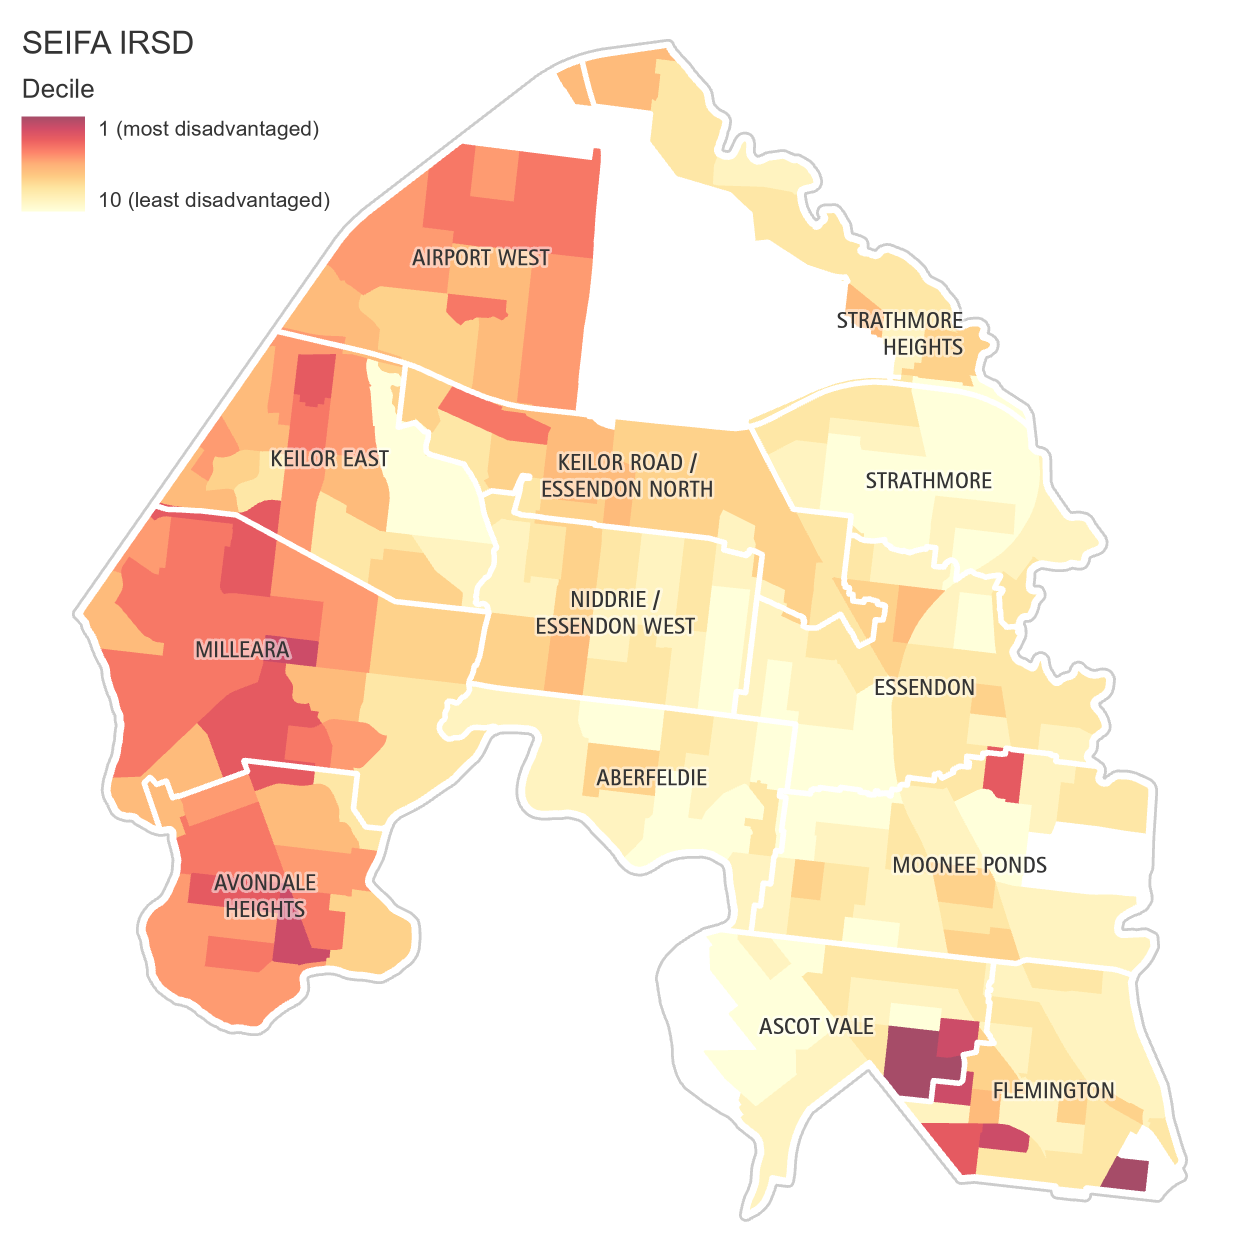 SEIFA IRSD
Decile
1 (most disadvantaged)
10 (least disadvantaged)
AIRPORT WEST
STRATHMORE
HEIGHTS
KEILOR EAST
KEILOR ROAD /
ESSENDON NORTH
STRATHMORE
NIDDRIE /
ESSENDON WEST
MILLEARA
ESSENDON
ABERFELDIE
MOONEE PONDS
AVONDALE
HEIGHTS
ASCOT VALE
FLEMINGTON